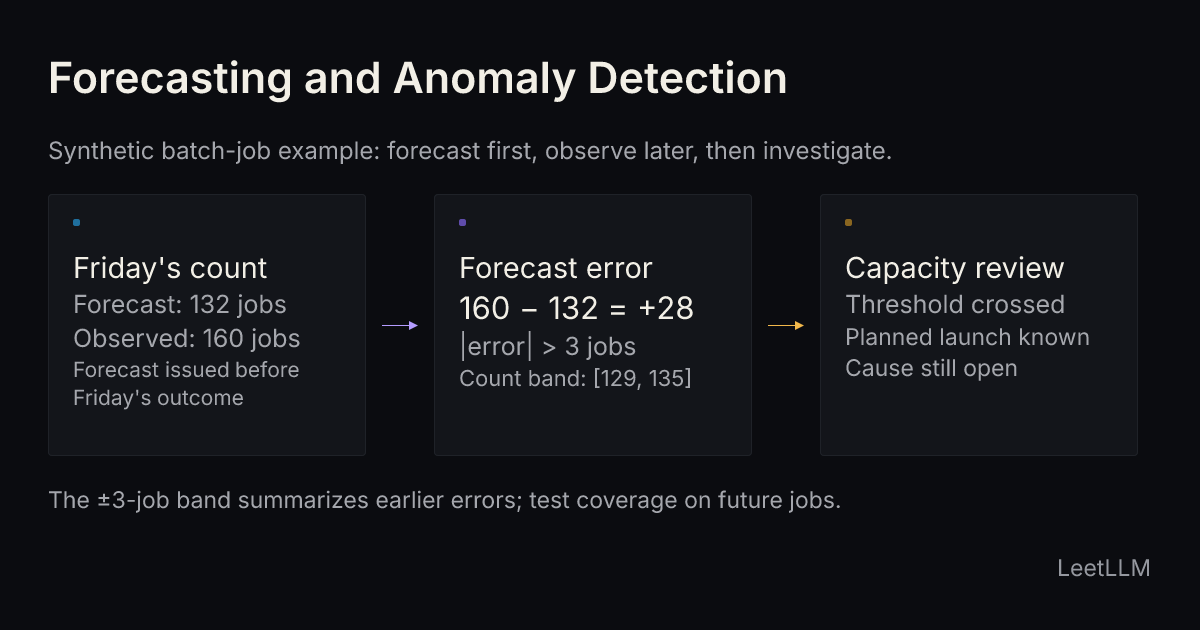 Forecasting and Anomaly Detection
Synthetic batch-job example: forecast first, observe later, then investigate.
Friday's count
Forecast: 132 jobs
Observed: 160 jobs
Forecast issued before
Friday's outcome
Forecast error
160 − 132 = +28
|error| > 3 jobs
Count band: [129, 135]
Capacity review
Threshold crossed
Planned launch known
Cause still open
The ±3-job band summarizes earlier errors; test coverage on future jobs.
LeetLLM